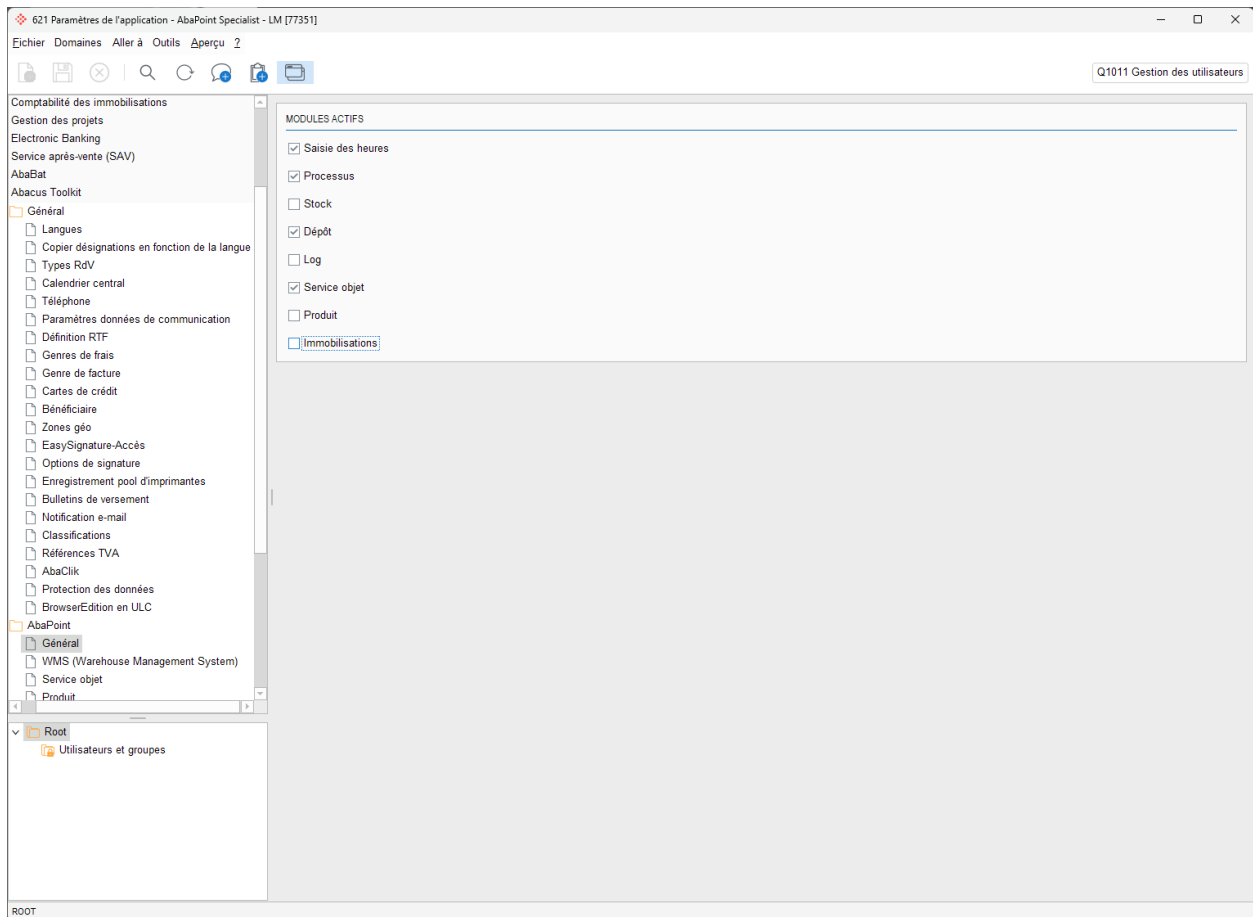 621 Paramètres de l'application - AbaPoint Specialist - LM [77351]
Fichier Domaines Aller à Outils Aperçu ?
Q1011 Gestion des utilisateurs
Comptabilité des immobilisations
Gestion des projets
Electronic Banking
Service après-vente (SAV)
AbaBat
Abacus Toolkit
Général
Langues
Copier désignations en fonction de la langue
Types RdV
Calendrier central
Téléphone
Paramètres données de communication
Définition RTF
Genres de frais
Genre de facture
Cartes de crédit
Bénéficiaire
Zones géo
EasySignature-Accès
Options de signature
Enregistrement pool d'imprimantes
Bulletins de versement
Notification e-mail
Classifications
Références TVA
AbaClik
Protection des données
BrowserEdition en ULC
AbaPoint
Général
WMS (Warehouse Management System)
Service objet
Produit
Root
Utilisateurs et groupes
MODULES ACTIFS
Saisie des heures
Processus
Stock
Dépôt
Log
Service objet
Produit
Immobilisations
ROOT